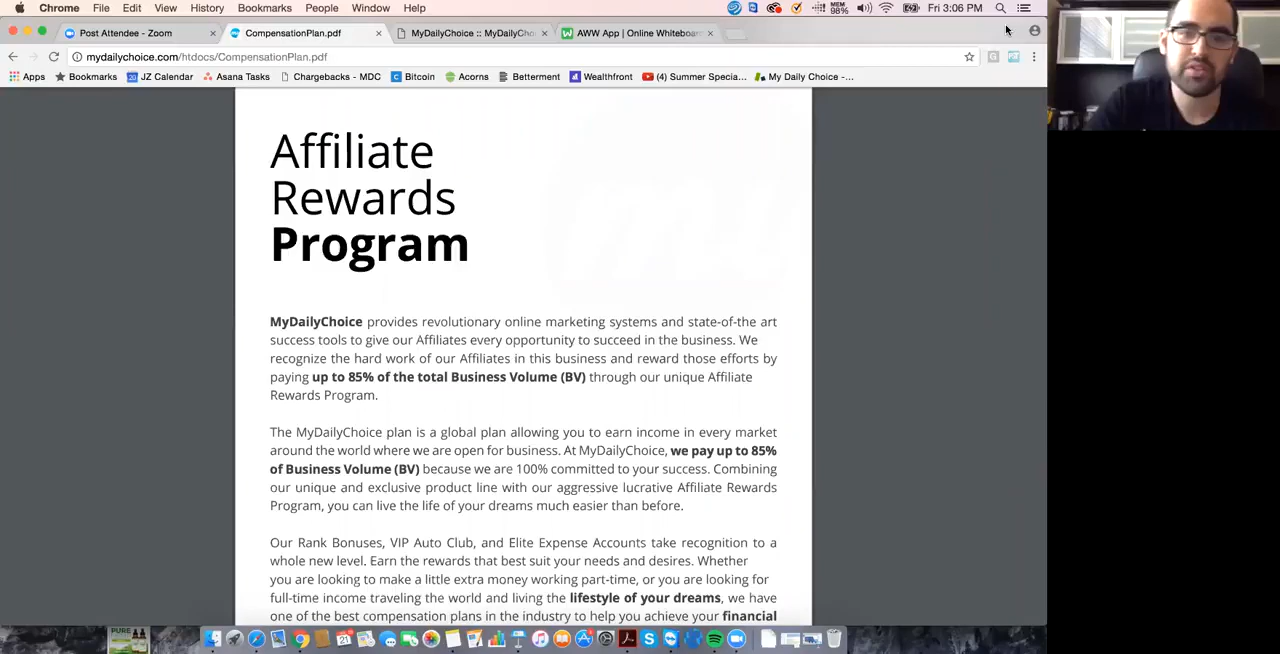 Chrome File Edit View History Bookmarks People Window Help MEM 98% Fri 3:06 PM
Post Attendee - Zoom × CompensationPlan.pdf × MyDailyChoice :: MyDailyCho × AWW App | Online Whiteboar ×
mydailychoice.com/htdocs/CompensationPlan.pdf
Apps Bookmarks JZ Calendar Asana Tasks Chargebacks - MDC Bitcoin Acorns Betterment Wealthfront (4) Summer Specia... My Daily Choice -...
Affiliate
Rewards
Program
MyDailyChoice provides revolutionary online marketing systems and state-of-the art
success tools to give our Affiliates every opportunity to succeed in the business. We
recognize the hard work of our Affiliates in this business and reward those efforts by
paying up to 85% of the total Business Volume (BV) through our unique Affiliate
Rewards Program.
The MyDailyChoice plan is a global plan allowing you to earn income in every market
around the world where we are open for business. At MyDailyChoice, we pay up to 85%
of Business Volume (BV) because we are 100% committed to your success. Combining
our unique and exclusive product line with our aggressive lucrative Affiliate Rewards
Program, you can live the life of your dreams much easier than before.
Our Rank Bonuses, VIP Auto Club, and Elite Expense Accounts take recognition to a
whole new level. Earn the rewards that best suit your needs and desires. Whether
you are looking to make a little extra money working part-time, or you are looking for
full-time income traveling the world and living the lifestyle of your dreams, we have
one of the best compensation plans in the industry to help you achieve your financial
PURE